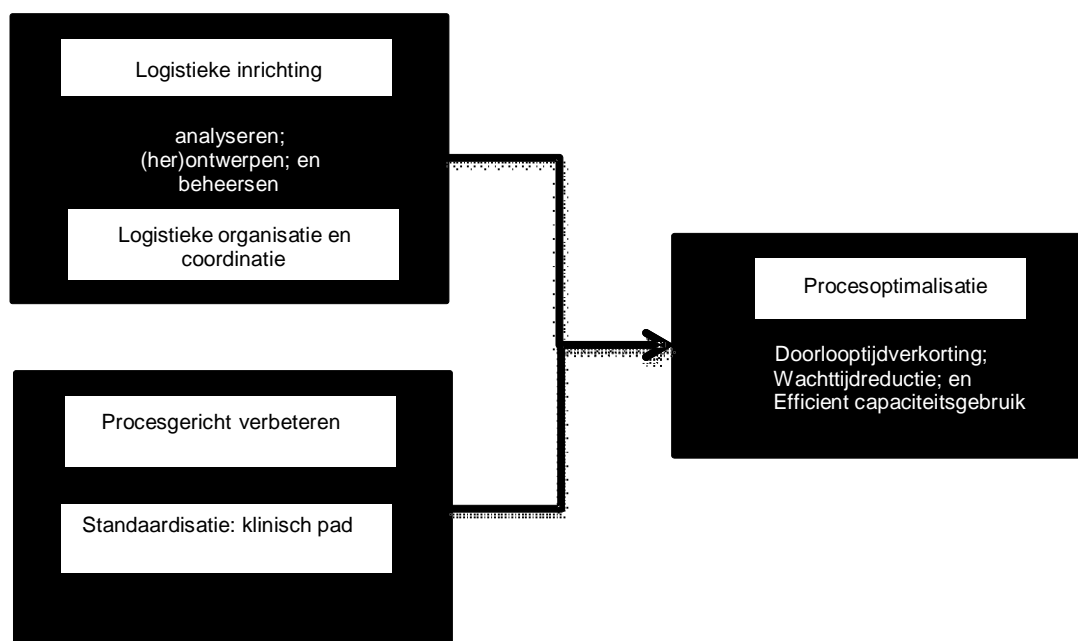 Logistieke inrichting
analyseren;
(her)ontwerpen; en
beheersen
Logistieke organisatie en
coordinatie
Procesgericht verbeteren
Standaardisatie: klinisch pad
Procesoptimalisatie
Doorlooptijdverkorting;
Wachttijdreductie; en
Efficient capaciteitsgebruik